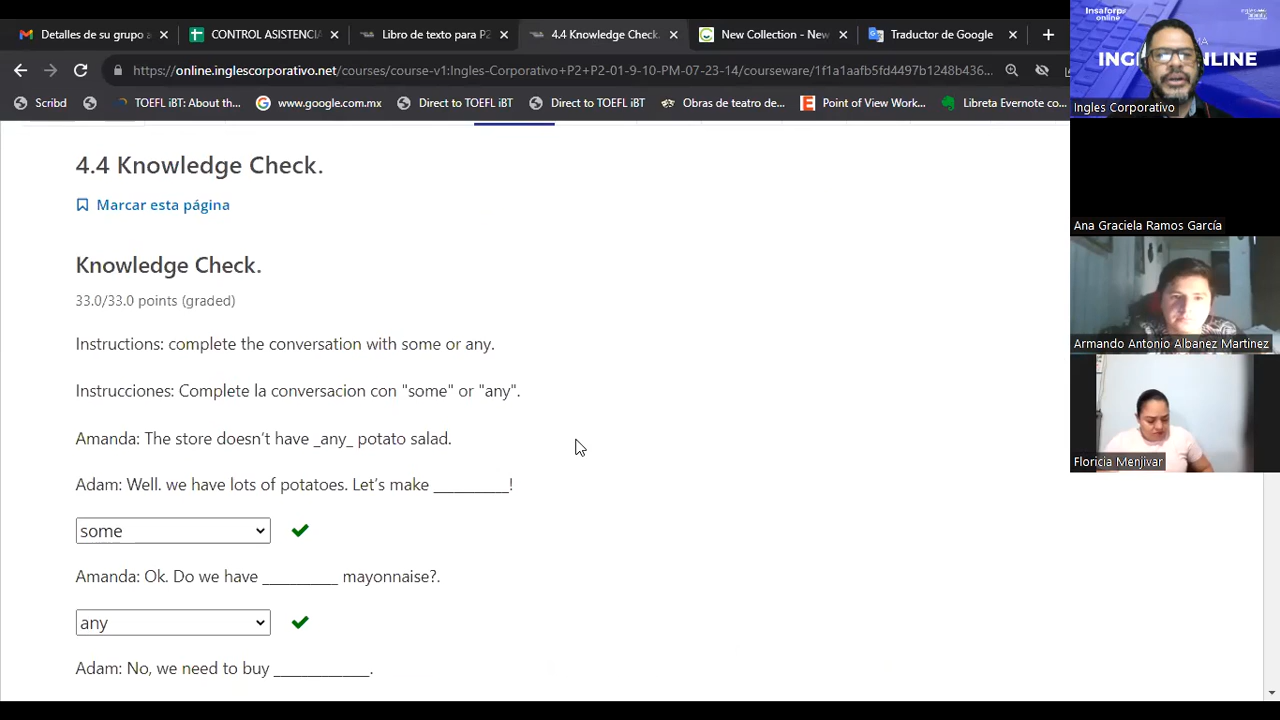 Detalles de su grupo a
CONTROL ASISTENCIA
Libro de texto para P2
4.4 Knowledge Check.
New Collection - New
Traductor de Google
https://online.inglescorporativo.net/courses/course-v1:Ingles-Corporativo+P2+P2-01-9-10-PM-07-23-14/courseware/1f1a1aafb5fd4497b1248b436...
Scribd
TOEFL iBT: About th...
www.google.com.mx
Direct to TOEFL iBT
Direct to TOEFL iBT
Obras de teatro de...
Point of View Work...
Libreta Evernote co...
4.4 Knowledge Check.
Marcar esta página
Knowledge Check.
33.0/33.0 points (graded)
Instructions: complete the conversation with some or any.
Instrucciones: Complete la conversacion con "some" or "any".
Amanda: The store doesn't have _any_ potato salad.
Adam: Well. we have lots of potatoes. Let's make __________!
some
Amanda: Ok. Do we have __________ mayonnaise?.
any
Adam: No, we need to buy ____________.
Insaforp
online
Ingles Corporativo
Ana Graciela Ramos García
Armando Antonio Albanez Martinez
Floricia Menjivar